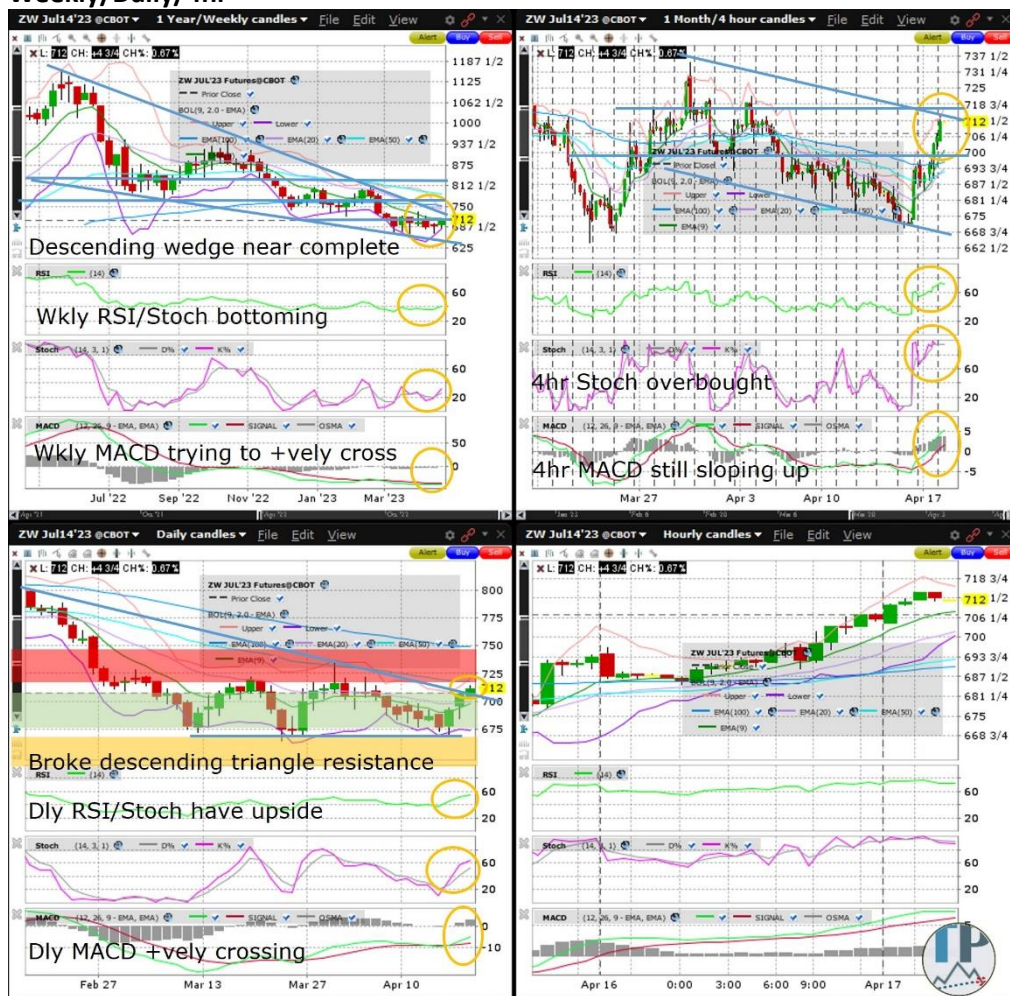 ZW Jul14'23 @CBOT 1 Year/Weekly candles File Edit View
Alert Buy Sell
L: 712 CH: +4 3/4 CH%: 0.67%
ZW JUL'23 Futures@CBOT
Prior Close
BOL(9, 2.0 - EMA)
Upper Lower
EMA(100) EMA(20) EMA(50)
1187 1/2
1125
1062 1/2
1000
937 1/2
875
812 1/2
750
712
687 1/2
625
Descending wedge near complete
RSI (14)
60
20
Wkly RSI/Stoch bottoming
Stoch (14, 3, 1) D% K%
60
20
Wkly MACD trying to +vely cross
MACD (12, 26, 9 - EMA, EMA) SIGNAL OSMA
50
0
Jul '22 Sep '22 Nov '22 Jan '23 Mar '23
ZW Jul14'23 @CBOT 1 Month/4 hour candles File Edit View
Alert Buy Sell
L: 712 CH: +4 3/4 CH%: 0.67%
ZW JUL'23 Futures@CBOT
Prior Close
BOL(9, 2.0 - EMA)
Upper Lower
EMA(100) EMA(20) EMA(50)
EMA(9)
737 1/2
731 1/4
725
718 3/4
712 1/2
706 1/4
700
693 3/4
687 1/2
681 1/4
675
668 3/4
662 1/2
RSI (14)
60
20
Stoch (14, 3, 1) D% K%
60
20
4hr Stoch overbought
MACD (12, 26, 9 - EMA, EMA) SIGNAL OSMA
5
0
-5
4hr MACD still sloping up
Mar 27 Apr 3 Apr 10 Apr 17
ZW Jul14'23 @CBOT Daily candles File Edit View
Alert Buy Sell
L: 712 CH: +4 3/4 CH%: 0.67%
ZW JUL'23 Futures@CBOT
Prior Close
BOL(9, 2.0 - EMA)
Upper Lower
EMA(100) EMA(20) EMA(50)
EMA(9)
800
775
750
725
712
700
675
Broke descending triangle resistance
RSI (14)
60
20
Dly RSI/Stoch have upside
Stoch (14, 3, 1) D% K%
60
20
MACD (12, 26, 9 - EMA, EMA) SIGNAL OSMA
-10
Dly MACD +vely crossing
Feb 27 Mar 13 Mar 27 Apr 10
ZW Jul14'23 @CBOT Hourly candles File Edit View
Alert Buy Sell
L: 712 CH: +4 3/4 CH%: 0.67%
ZW JUL'23 Futures@CBOT
Prior Close
BOL(9, 2.0 - EMA)
Upper Lower
EMA(100) EMA(20) EMA(50)
EMA(9)
718 3/4
712 1/2
706 1/4
700
693 3/4
687 1/2
681 1/4
675
668 3/4
RSI (14)
60
20
Stoch (14, 3, 1) D% K%
60
20
MACD (12, 26, 9 - EMA, EMA) SIGNAL OSMA
5
Apr 16 0:00 3:00 6:00 9:00 Apr 17
TP